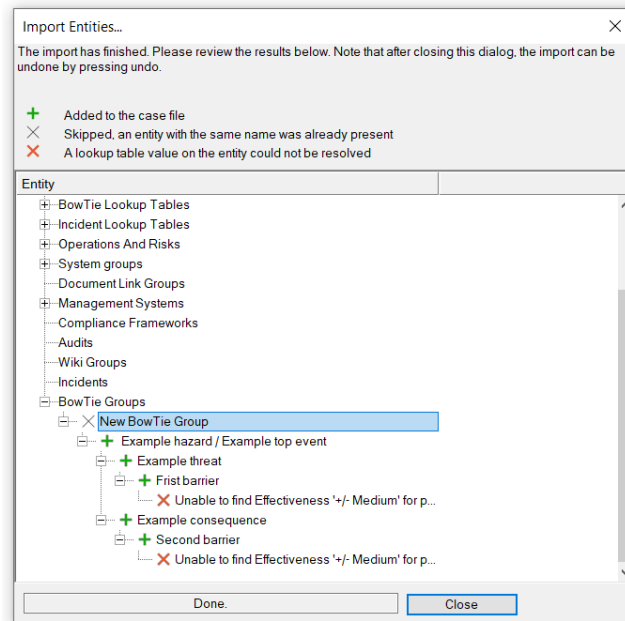 Import Entities...
The import has finished. Please review the results below. Note that after closing this dialog, the import can be
undone by pressing undo.
Added to the case file
Skipped, an entity with the same name was already present
A lookup table value on the entity could not be resolved
Entity
BowTie Lookup Tables
Incident Lookup Tables
Operations And Risks
System groups
Document Link Groups
Management Systems
Compliance Frameworks
Audits
Wiki Groups
Incidents
BowTie Groups
New BowTie Group
Example hazard / Example top event
Example threat
Frist barrier
Unable to find Effectiveness '+/- Medium' for p...
Example consequence
Second barrier
Unable to find Effectiveness '+/- Medium' for p...
Done.
Close